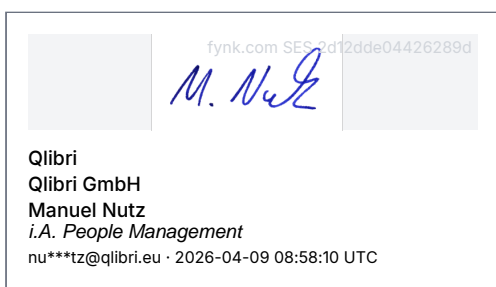 fynk.com SES 2d12dde04426289d
M. Nutz
Qlibri
Qlibri GmbH
Manuel Nutz
i.A. People Management
nu***tz@qlibri.eu · 2026-04-09 08:58:10 UTC